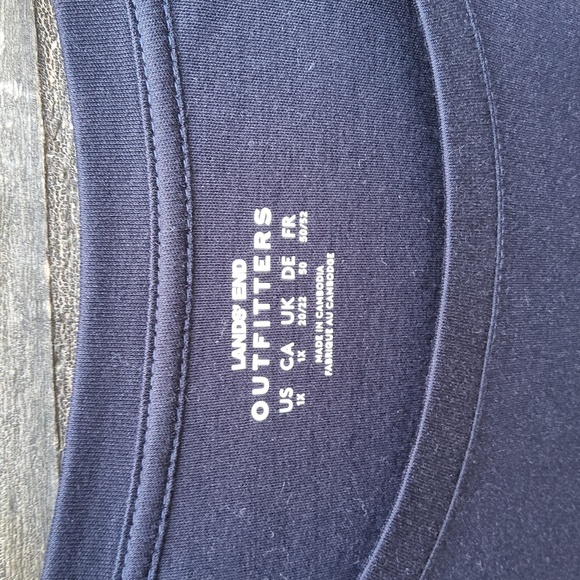 LANDS' END
OUTFITTERS
US CA UK DE FR
1X 1X 20/22 50 50/52
MADE IN CAMBODIA
FABRIQUE AU CAMBODGE